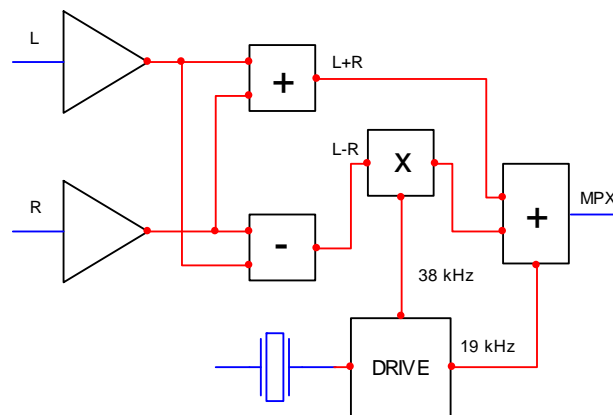 L
+
L+R
L-R
X
R
-
+
MPX
38 kHz
19 kHz
DRIVE